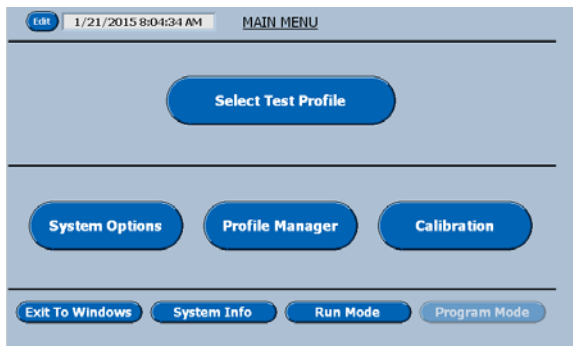 Edit 1/21/2015 8:04:34 AM MAIN MENU
Select Test Profile
System Options Profile Manager Calibration
Exit To Windows System Info Run Mode Program Mode